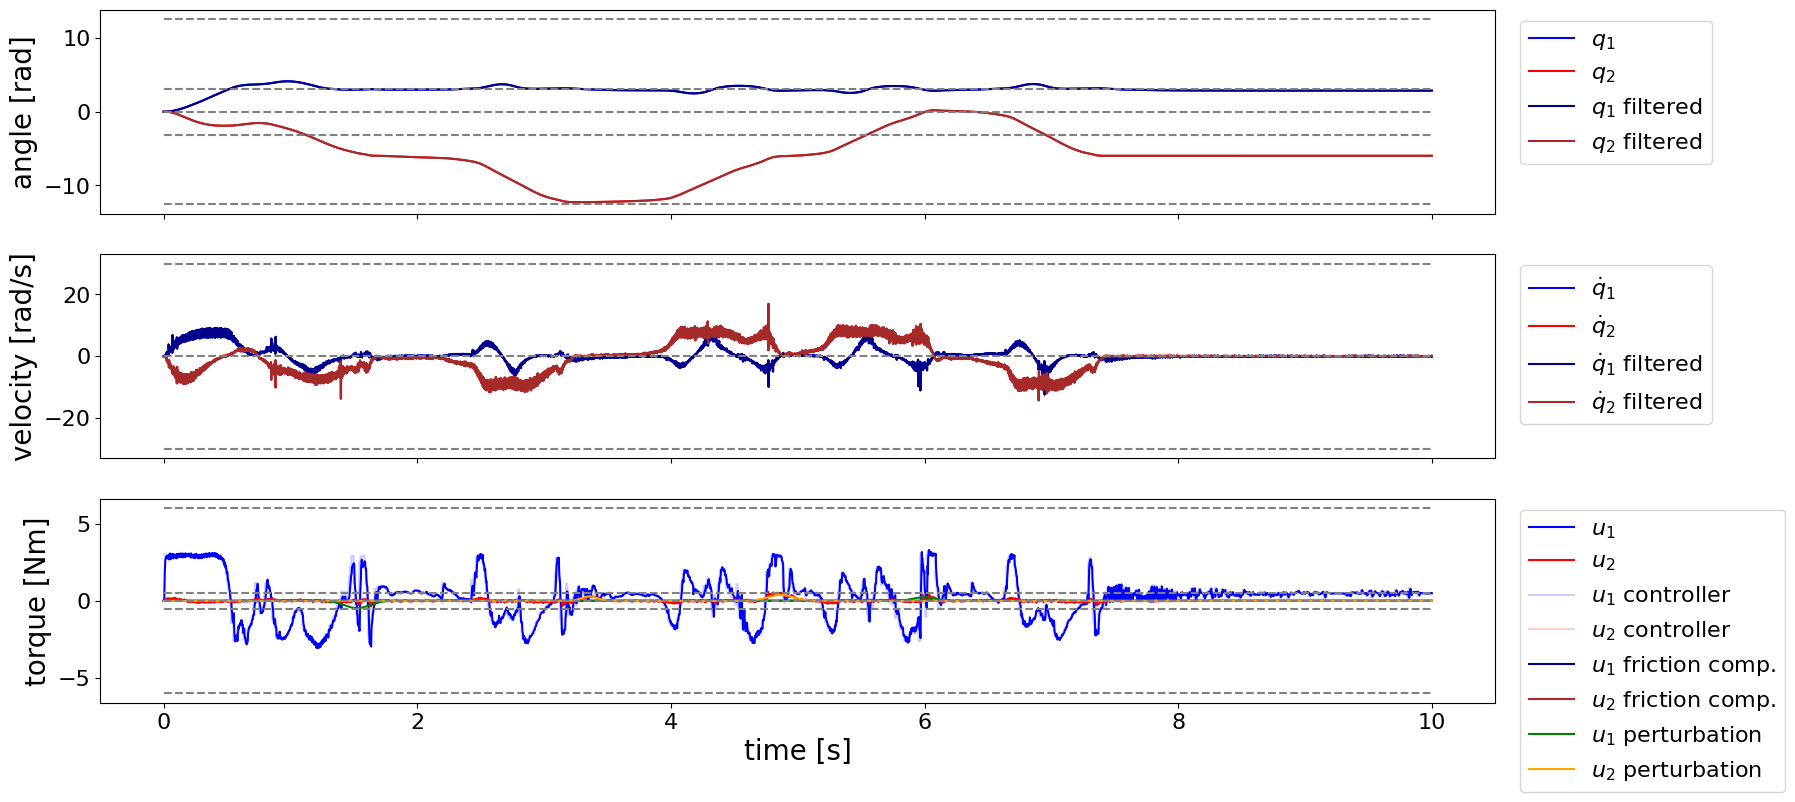 angle [rad]
10
0
−10
q₁
q₂
q₁ filtered
q₂ filtered
velocity [rad/s]
20
0
−20
q̇₁
q̇₂
q̇₁ filtered
q̇₂ filtered
torque [Nm]
5
0
−5
0 2 4 6 8 10
time [s]
u₁
u₂
u₁ controller
u₂ controller
u₁ friction comp.
u₂ friction comp.
u₁ perturbation
u₂ perturbation